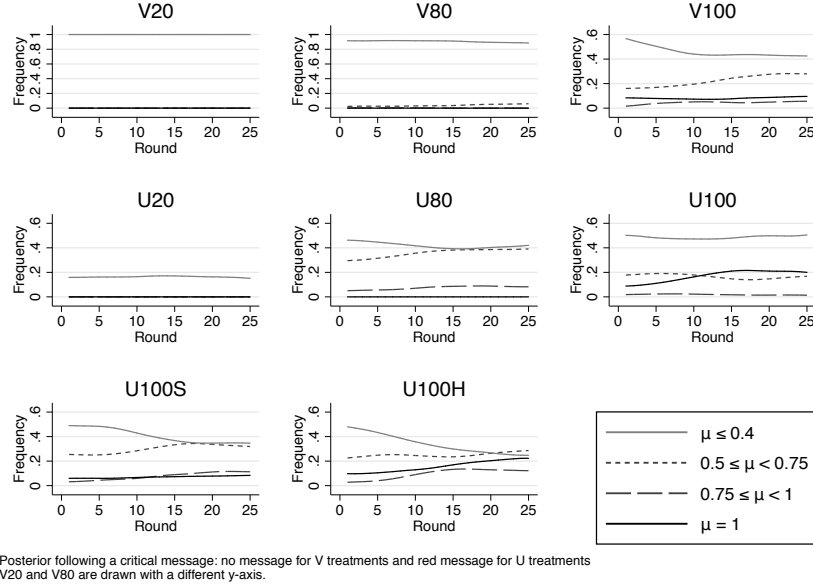 V20
V80
V100
Frequency
0 .2 .4 .6 .8 1
0 5 10 15 20 25
Round
Frequency
0 .2 .4 .6 .8 1
0 5 10 15 20 25
Round
Frequency
0 .2 .4 .6
0 5 10 15 20 25
Round
U20
U80
U100
Frequency
0 .2 .4 .6
0 5 10 15 20 25
Round
Frequency
0 .2 .4 .6
0 5 10 15 20 25
Round
Frequency
0 .2 .4 .6
0 5 10 15 20 25
Round
U100S
U100H
Frequency
0 .2 .4 .6
0 5 10 15 20 25
Round
Frequency
0 .2 .4 .6
0 5 10 15 20 25
Round
μ ≤ 0.4
0.5 ≤ μ < 0.75
0.75 ≤ μ < 1
μ = 1
Posterior following a critical message: no message for V treatments and red message for U treatments
V20 and V80 are drawn with a different y-axis.